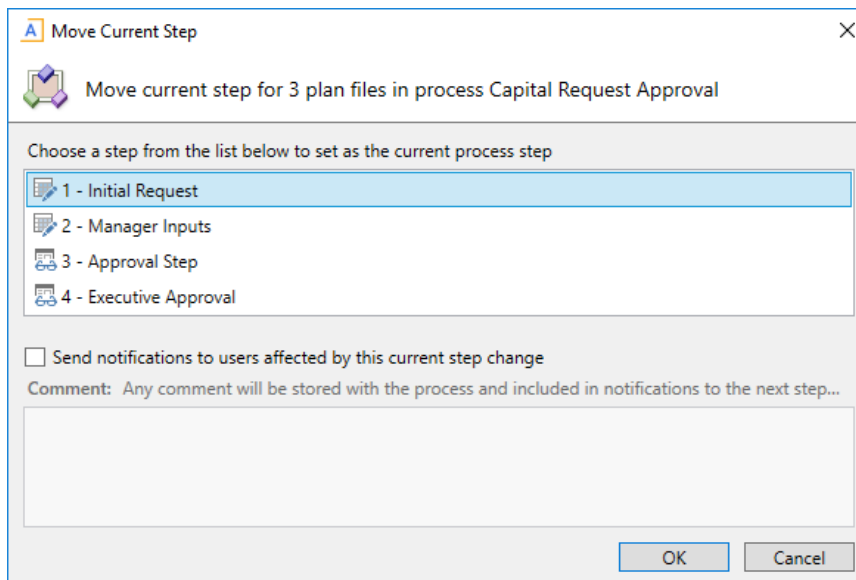 A Move Current Step
Move current step for 3 plan files in process Capital Request Approval
Choose a step from the list below to set as the current process step
1 - Initial Request
2 - Manager Inputs
3 - Approval Step
4 - Executive Approval
Send notifications to users affected by this current step change
Comment: Any comment will be stored with the process and included in notifications to the next step...
OK Cancel